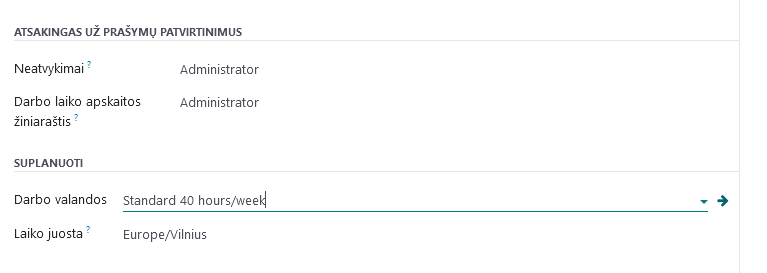 ATSAKINGAS UŽ PRAŠYMŲ PATVIRTINIMUS
Neatvykimai ? Administrator
Darbo laiko apskaitos žiniaraštis ? Administrator
SUPLANUOTI
Darbo valandos Standard 40 hours/week
Laiko juosta ? Europe/Vilnius